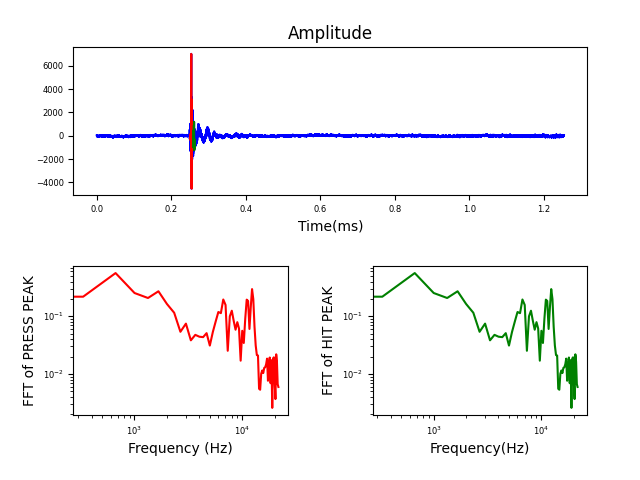 Amplitude
6000
4000
2000
0
−2000
−4000
0.0 0.2 0.4 0.6 0.8 1.0 1.2
Time(ms)
FFT of PRESS PEAK
10⁻¹
10⁻²
10³ 10⁴
Frequency (Hz)
FFT of HIT PEAK
10⁻¹
10⁻²
10³ 10⁴
Frequency(Hz)